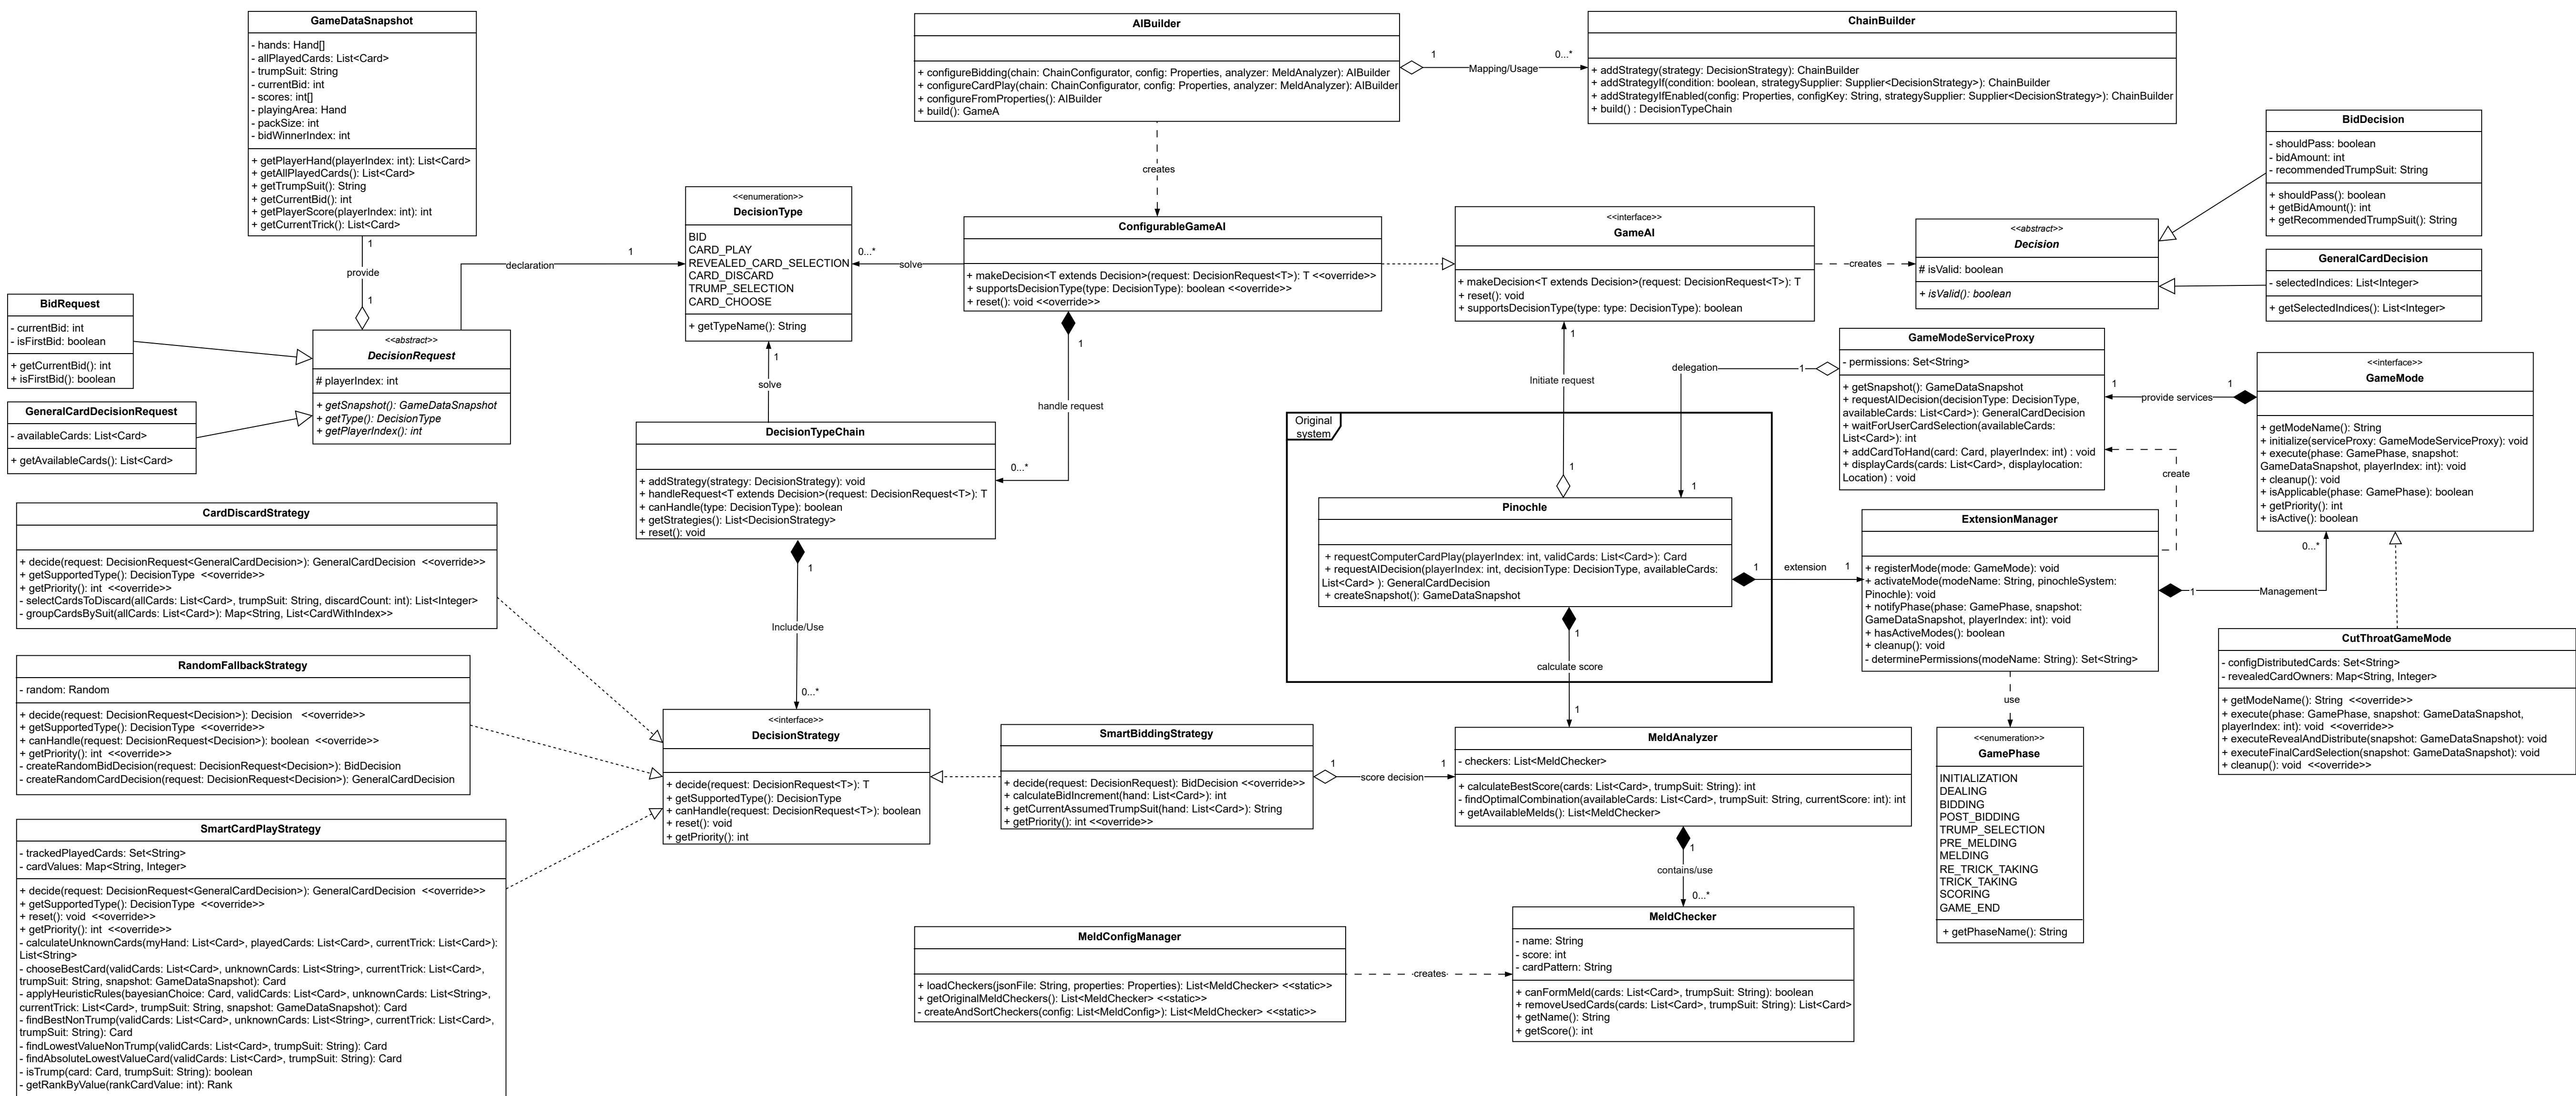 GameDataSnapshot
- hands: Hand[]
- allPlayedCards: List<Card>
- trumpSuit: String
- currentBid: int
- scores: int[]
- playingArea: Hand
- packSize: int
- bidWinnerIndex: int
+ getPlayerHand(playerIndex: int): List<Card>
+ getAllPlayedCards(): List<Card>
+ getTrumpSuit(): String
+ getCurrentBid(): int
+ getPlayerScore(playerIndex: int): int
+ getCurrentTrick(): List<Card>
1
provide
1
AIBuilder
+ configureBidding(chain: ChainConfigurator, config: Properties, analyzer: MeldAnalyzer): AIBuilder
+ configureCardPlay(chain: ChainConfigurator, config: Properties, analyzer: MeldAnalyzer): AIBuilder
+ configureFromProperties(): AIBuilder
+ build(): GameA
1
Mapping/Usage
0...*
creates
ChainBuilder
+ addStrategy(strategy: DecisionStrategy): ChainBuilder
+ addStrategyIf(condition: boolean, strategySupplier: Supplier<DecisionStrategy>): ChainBuilder
+ addStrategyIfEnabled(config: Properties, configKey: String, strategySupplier: Supplier<DecisionStrategy>): ChainBuilder
+ build() : DecisionTypeChain
BidDecision
- shouldPass: boolean
- bidAmount: int
- recommendedTrumpSuit: String
+ shouldPass(): boolean
+ getBidAmount(): int
+ getRecommendedTrumpSuit(): String
<<enumeration>>
DecisionType
BID
CARD_PLAY
REVEALED_CARD_SELECTION
CARD_DISCARD
TRUMP_SELECTION
CARD_CHOOSE
+ getTypeName(): String
declaration
1
0...*
solve
ConfigurableGameAI
+ makeDecision<T extends Decision>(request: DecisionRequest<T>): T <<override>>
+ supportsDecisionType(type: DecisionType): boolean <<override>>
+ reset(): void <<override>>
<<interface>>
GameAI
+ makeDecision<T extends Decision>(request: DecisionRequest<T>): T
+ reset(): void
+ supportsDecisionType(type: type: DecisionType): boolean
creates
<<abstract>>
Decision
# isValid: boolean
+ isValid(): boolean
GeneralCardDecision
- selectedIndices: List<Integer>
+ getSelectedIndices(): List<Integer>
BidRequest
- currentBid: int
- isFirstBid: boolean
+ getCurrentBid(): int
+ isFirstBid(): boolean
<<abstract>>
DecisionRequest
# playerIndex: int
+ getSnapshot(): GameDataSnapshot
+ getType(): DecisionType
+ getPlayerIndex(): int
GeneralCardDecisionRequest
- availableCards: List<Card>
+ getAvailableCards(): List<Card>
1
solve
1
handle request
0...*
DecisionTypeChain
+ addStrategy(strategy: DecisionStrategy): void
+ handleRequest<T extends Decision>(request: DecisionRequest<T>): T
+ canHandle(type: DecisionType): boolean
+ getStrategies(): List<DecisionStrategy>
+ reset(): void
1
Include/Use
0...*
1
Initiate request
1
delegation
1
1
GameModeServiceProxy
- permissions: Set<String>
+ getSnapshot(): GameDataSnapshot
+ requestAIDecision(decisionType: DecisionType,
availableCards: List<Card>): GeneralCardDecision
+ waitForUserCardSelection(availableCards:
List<Card>): int
+ addCardToHand(card: Card, playerIndex: int) : void
+ displayCards(cards: List<Card>, displaylocation:
Location) : void
1
provide services
1
create
<<interface>>
GameMode
+ getModeName(): String
+ initialize(serviceProxy: GameModeServiceProxy): void
+ execute(phase: GamePhase, snapshot:
GameDataSnapshot, playerIndex: int): void
+ cleanup(): void
+ isApplicable(phase: GamePhase): boolean
+ getPriority(): int
+ isActive(): boolean
Original
system
Pinochle
+ requestComputerCardPlay(playerIndex: int, validCards: List<Card>): Card
+ requestAIDecision(playerIndex: int, decisionType: DecisionType, availableCards:
List<Card> ): GeneralCardDecision
+ createSnapshot(): GameDataSnapshot
1
extension
1
1
calculate score
1
ExtensionManager
+ registerMode(mode: GameMode): void
+ activateMode(modeName: String, pinochleSystem:
Pinochle): void
+ notifyPhase(phase: GamePhase, snapshot:
GameDataSnapshot, playerIndex: int): void
+ hasActiveModes(): boolean
+ cleanup(): void
- determinePermissions(modeName: String): Set<String>
1
Management
0...*
use
CardDiscardStrategy
+ decide(request: DecisionRequest<GeneralCardDecision>): GeneralCardDecision <<override>>
+ getSupportedType(): DecisionType <<override>>
+ getPriority(): int <<override>>
- selectCardsToDiscard(allCards: List<Card>, trumpSuit: String, discardCount: int): List<Integer>
- groupCardsBySuit(allCards: List<Card>): Map<String, List<CardWithIndex>>
RandomFallbackStrategy
- random: Random
+ decide(request: DecisionRequest<Decision>): Decision <<override>>
+ getSupportedType(): DecisionType <<override>>
+ canHandle(request: DecisionRequest<Decision>): boolean <<override>>
+ getPriority(): int <<override>>
- createRandomBidDecision(request: DecisionRequest<Decision>): BidDecision
- createRandomCardDecision(request: DecisionRequest<Decision>): GeneralCardDecision
SmartCardPlayStrategy
- trackedPlayedCards: Set<String>
- cardValues: Map<String, Integer>
+ decide(request: DecisionRequest<GeneralCardDecision>): GeneralCardDecision <<override>>
+ getSupportedType(): DecisionType <<override>>
+ reset(): void <<override>>
+ getPriority(): int <<override>>
- calculateUnknownCards(myHand: List<Card>, playedCards: List<Card>, currentTrick: List<Card>):
List<String>
- chooseBestCard(validCards: List<Card>, unknownCards: List<String>, currentTrick: List<Card>,
trumpSuit: String, snapshot: GameDataSnapshot): Card
- applyHeuristicRules(bayesianChoice: Card, validCards: List<Card>, unknownCards: List<String>,
currentTrick: List<Card>, trumpSuit: String, snapshot: GameDataSnapshot): Card
- findBestNonTrump(validCards: List<Card>, unknownCards: List<String>, currentTrick: List<Card>,
trumpSuit: String): Card
- findLowestValueNonTrump(validCards: List<Card>, trumpSuit: String): Card
- findAbsoluteLowestValueCard(validCards: List<Card>, trumpSuit: String): Card
- isTrump(card: Card, trumpSuit: String): boolean
- getRankByValue(rankCardValue: int): Rank
<<interface>>
DecisionStrategy
+ decide(request: DecisionRequest<T>): T
+ getSupportedType(): DecisionType
+ canHandle(request: DecisionRequest<T>): boolean
+ reset(): void
+ getPriority(): int
SmartBiddingStrategy
+ decide(request: DecisionRequest): BidDecision <<override>>
+ calculateBidIncrement(hand: List<Card>): int
+ getCurrentAssumedTrumpSuit(hand: List<Card>): String
+ getPriority(): int <<override>>
1
score decision
1
MeldAnalyzer
- checkers: List<MeldChecker>
+ calculateBestScore(cards: List<Card>, trumpSuit: String): int
- findOptimalCombination(availableCards: List<Card>, trumpSuit: String, currentScore: int): int
+ getAvailableMelds(): List<MeldChecker>
1
contains/use
0...*
<<enumeration>>
GamePhase
INITIALIZATION
DEALING
BIDDING
POST_BIDDING
TRUMP_SELECTION
PRE_MELDING
MELDING
RE_TRICK_TAKING
TRICK_TAKING
SCORING
GAME_END
+ getPhaseName(): String
CutThroatGameMode
- configDistributedCards: Set<String>
- revealedCardOwners: Map<String, Integer>
+ getModeName(): String <<override>>
+ execute(phase: GamePhase, snapshot: GameDataSnapshot,
playerIndex: int): void <<override>>
+ executeRevealAndDistribute(snapshot: GameDataSnapshot): void
+ executeFinalCardSelection(snapshot: GameDataSnapshot): void
+ cleanup(): void <<override>>
MeldConfigManager
+ loadCheckers(jsonFile: String, properties: Properties): List<MeldChecker> <<static>>
+ getOriginalMeldCheckers(): List<MeldChecker> <<static>>
- createAndSortCheckers(config: List<MeldConfig>): List<MeldChecker> <<static>>
creates
MeldChecker
- name: String
- score: int
- cardPattern: String
+ canFormMeld(cards: List<Card>, trumpSuit: String): boolean
+ removeUsedCards(cards: List<Card>, trumpSuit: String): List<Card>
+ getName(): String
+ getScore(): int